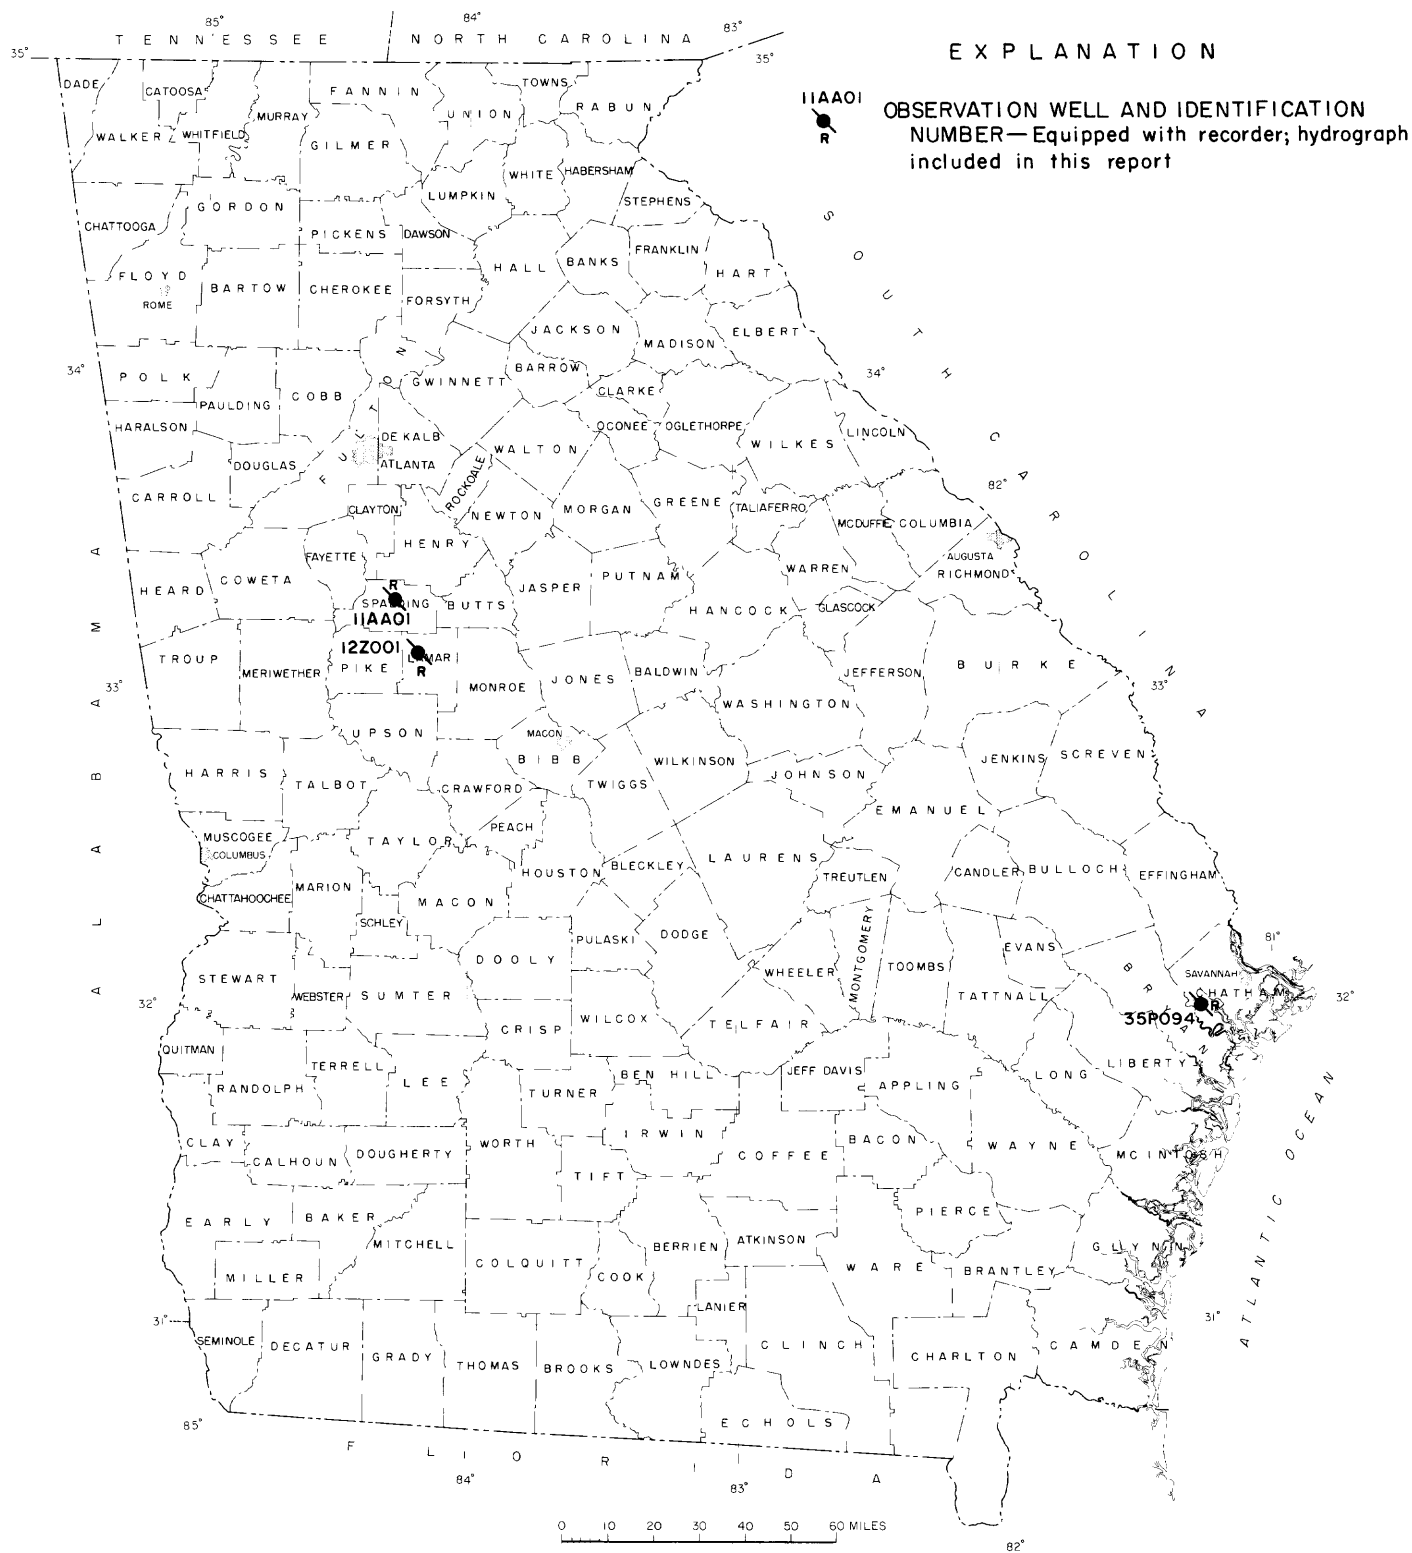 85°
84°
83°
TENNESSEE
NORTH CAROLINA
35°
35°
EXPLANATION
11AA01
R
OBSERVATION WELL AND IDENTIFICATION
NUMBER—Equipped with recorder; hydrograph
included in this report
DADE
CATOOSA
FANNIN
TOWNS
UNION
RABUN
MURRAY
WALKER
WHITFIELD
GILMER
WHITE
HABERSHAM
LUMPKIN
STEPHENS
GORDON
CHATTOOGA
PICKENS
DAWSON
SOUTH CAROLINA
FRANKLIN
HALL
BANKS
HART
FLOYD
BARTOW
CHEROKEE
ROME
FORSYTH
JACKSON
ELBERT
MADISON
34°
34°
POLK
GWINNETT
BARROW
CLARKE
COBB
PAULDING
FULTON
HARALSON
DE KALB
OCONEE
OGLETHORPE
LINCOLN
WALTON
WILKES
DOUGLAS
ATLANTA
ROCKDALE
82°
CARROLL
CLAYTON
NEWTON
MORGAN
GREENE
TALIAFERRO
MCDUFFIE
COLUMBIA
HENRY
FAYETTE
AUGUSTA
RICHMOND
WARREN
HEARD
COWETA
JASPER
PUTNAM
R
SPALDING
BUTTS
HANCOCK
GLASCOCK
11AA01
12Z001
TROUP
MERIWETHER
PIKE
LAMAR
R
JONES
BALDWIN
JEFFERSON
BURKE
33°
33°
MONROE
WASHINGTON
ALABAMA
UPSON
MACON
BIBB
WILKINSON
JENKINS
SCREVEN
HARRIS
TALBOT
CRAWFORD
TWIGGS
JOHNSON
EMANUEL
PEACH
MUSCOGEE
COLUMBUS
TAYLOR
HOUSTON
BLECKLEY
LAURENS
TREUTLEN
CANDLER
BULLOCH
EFFINGHAM
CHATTAHOOCHEE
MARION
MACON
SCHLEY
PULASKI
DODGE
MONTGOMERY
EVANS
81°
DOOLY
WHEELER
TOOMBS
BRYAN
SAVANNAH
CHATHAM
STEWART
WEBSTER
SUMTER
TATTNALL
32°
32°
R
35P094
CRISP
WILCOX
TELFAIR
QUITMAN
TERRELL
LEE
BEN HILL
JEFF DAVIS
APPLING
LONG
LIBERTY
RANDOLPH
TURNER
CLAY
CALHOUN
DOUGHERTY
WORTH
IRWIN
COFFEE
BACON
WAYNE
MCINTOSH
TIFT
ATLANTIC OCEAN
EARLY
BAKER
PIERCE
MITCHELL
BERRIEN
ATKINSON
GLYNN
COLQUITT
COOK
WARE
BRANTLEY
MILLER
LANIER
31°
31°
SEMINOLE
DECATUR
GRADY
THOMAS
BROOKS
LOWNDES
CLINCH
CHARLTON
CAMDEN
ECHOLS
85°
FLORIDA
84°
83°
82°
0 10 20 30 40 50 60 MILES